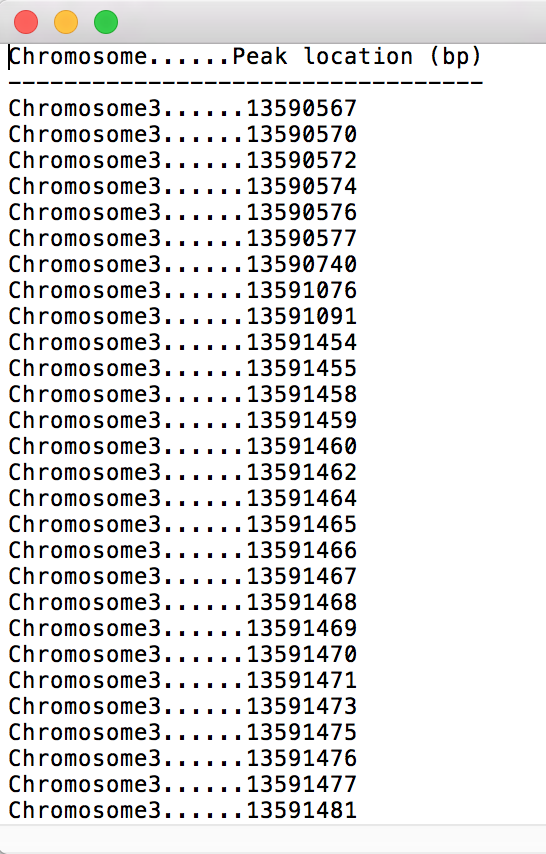 Chromosome......Peak location (bp)
----------------------------------
Chromosome3......13590567
Chromosome3......13590570
Chromosome3......13590572
Chromosome3......13590574
Chromosome3......13590576
Chromosome3......13590577
Chromosome3......13590740
Chromosome3......13591076
Chromosome3......13591091
Chromosome3......13591454
Chromosome3......13591455
Chromosome3......13591458
Chromosome3......13591459
Chromosome3......13591460
Chromosome3......13591462
Chromosome3......13591464
Chromosome3......13591465
Chromosome3......13591466
Chromosome3......13591467
Chromosome3......13591468
Chromosome3......13591469
Chromosome3......13591470
Chromosome3......13591471
Chromosome3......13591473
Chromosome3......13591475
Chromosome3......13591476
Chromosome3......13591477
Chromosome3......13591481